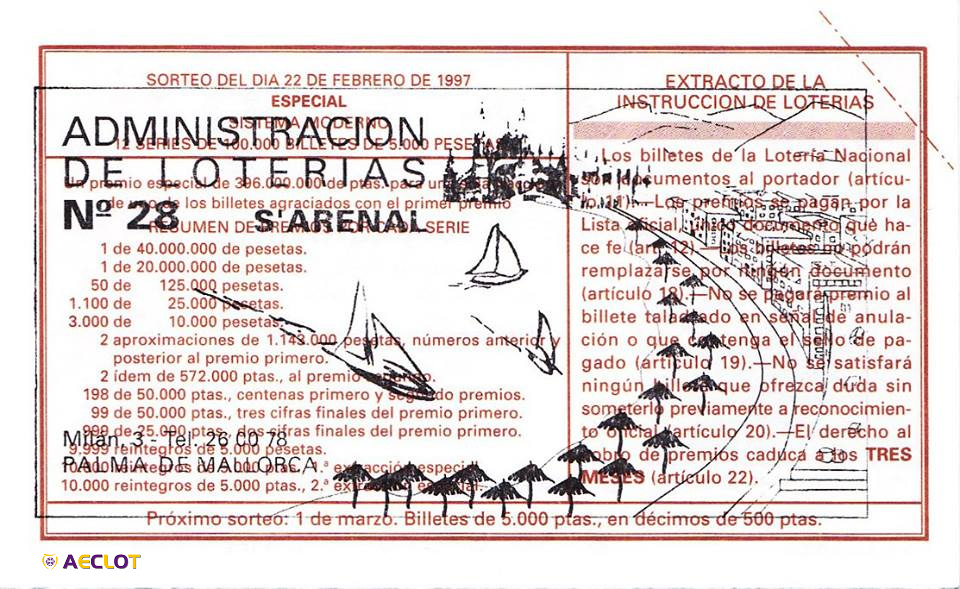 SORTEO DEL DIA 22 DE FEBRERO DE 1997
ESPECIAL
SISTEMA MODERNO
12 SERIES DE 100.000 BILLETES DE 5.000 PESETAS
Un premio especial de 396.000.000 de ptas. para una
de uno de los billetes agraciados con el primer premio
RESUMEN DE PREMIOS POR CADA SERIE
1 de 40.000.000 de pesetas.
1 de 20.000.000 de pesetas.
50 de 125.000 pesetas.
1.100 de 25.000 pesetas.
3.000 de 10.000 pesetas.
2 aproximaciones de 1.143.000 pesetas, números anterior y
posterior al premio primero.
2 ídem de 572.000 ptas., al premio segundo.
198 de 50.000 ptas., centenas primero y segundo premios.
99 de 50.000 ptas., tres cifras finales del premio primero.
999 de 25.000 ptas., dos cifras finales del premio primero.
9.999 reintegros de 5.000 pesetas.
10.000 reintegros de 5.000 ptas., 1.ª extracción especial.
10.000 reintegros de 5.000 ptas., 2.ª extracción especial.
ADMINISTRACION
DE LOTERIAS
Nº 28 S'ARENAL
Milán, 3 - Tel. 26 00 78
PALMA DE MALLORCA
EXTRACTO DE LA
INSTRUCCION DE LOTERIAS
Los billetes de la Lotería Nacional
son documentos al portador (artícu-
lo 11).—Los premios se pagan por la
Lista oficial, único documento que ha-
ce fe (art. 12).—Los billetes no podrán
remplazarse por ningún documento
(artículo 18).—No se pagará premio al
billete taladrado en señal de anula-
ción o que contenga el sello de pa-
gado (artículo 19).—No se satisfará
ningún billete que ofrezca duda sin
someterlo previamente a reconocimien-
to oficial (artículo 20).—El derecho al
cobro de premios caduca a los TRES
MESES (artículo 22).
Próximo sorteo: 1 de marzo. Billetes de 5.000 ptas., en décimos de 500 ptas.
AECLOT